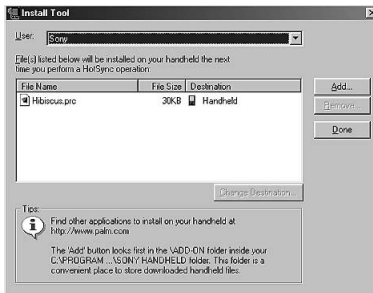 Install Tool
User: Sony
File(s) listed below will be installed on your handheld the next
time you perform a HotSync operation:
File Name File Size Destination
Hibiscus.prc 30KB Handheld
Add...
Remove...
Done
Change Destination...
Tips:
Find other applications to install on your handheld at
http://www.palm.com
The 'Add' button looks first in the \ADD-ON folder inside your
C:\PROGRAM ...\SONY HANDHELD folder. This folder is a
convenient place to store downloaded handheld files.